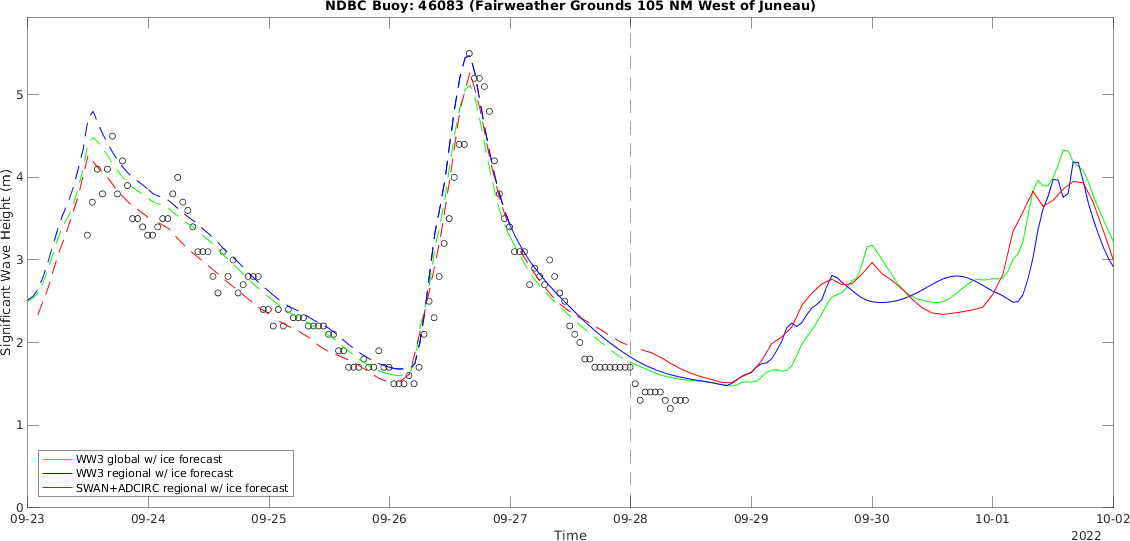 NDBC Buoy: 46083 (Fairweather Grounds 105 NM West of Juneau)
Significant Wave Height (m)
5
4
3
2
1
0
WW3 global w/ ice forecast
WW3 regional w/ ice forecast
SWAN+ADCIRC regional w/ ice forecast
09-23 09-24 09-25 09-26 09-27 09-28 09-29 09-30 10-01 10-02
Time
2022